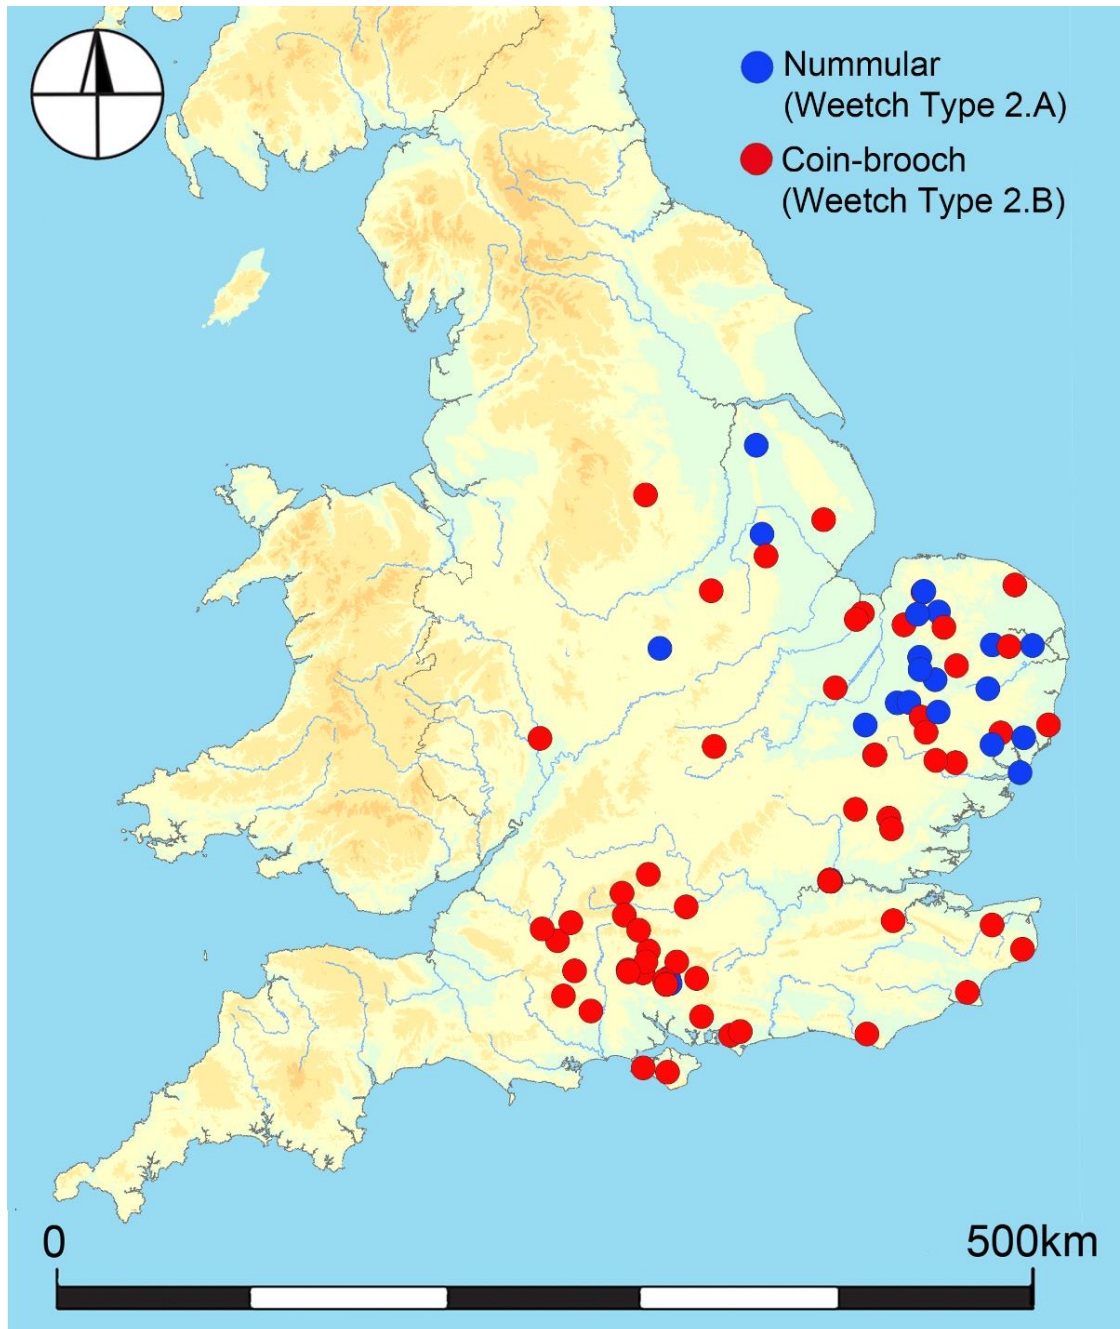 Nummular
(Weetch Type 2.A)
Coin-brooch
(Weetch Type 2.B)
0
500km